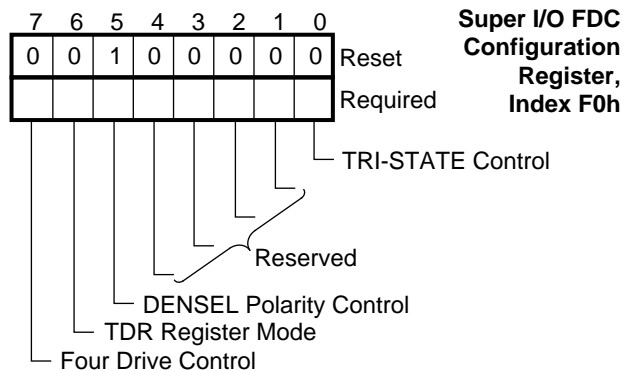 7 6 5 4 3 2 1 0
0 0 1 0 0 0 0 0 Reset
Required
Super I/O FDC
Configuration
Register,
Index F0h
TRI-STATE Control
Reserved
DENSEL Polarity Control
TDR Register Mode
Four Drive Control